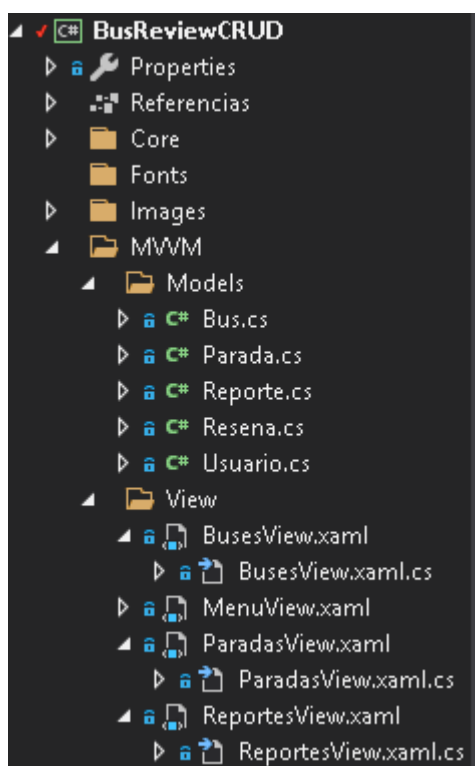 C# BusReviewCRUD
Properties
Referencias
Core
Fonts
Images
MVVM
Models
C# Bus.cs
C# Parada.cs
C# Reporte.cs
C# Resena.cs
C# Usuario.cs
View
BusesView.xaml
BusesView.xaml.cs
MenuView.xaml
ParadasView.xaml
ParadasView.xaml.cs
ReportesView.xaml
ReportesView.xaml.cs